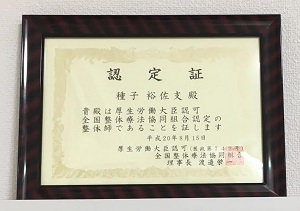 認定証
種子 裕佐支 殿
貴殿は厚生労働大臣認可
全国整体療法協同組合認定の
整体師であることを証します
平成20年8月15日
厚生労働大臣認可
全国整体療法協同組合
理事長 渡邉